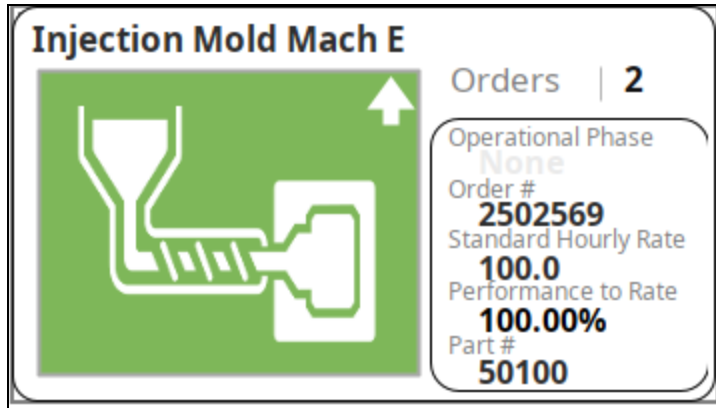 Injection Mold Mach E
Orders | 2
Operational Phase
None
Order #
2502569
Standard Hourly Rate
100.0
Performance to Rate
100.00%
Part #
50100